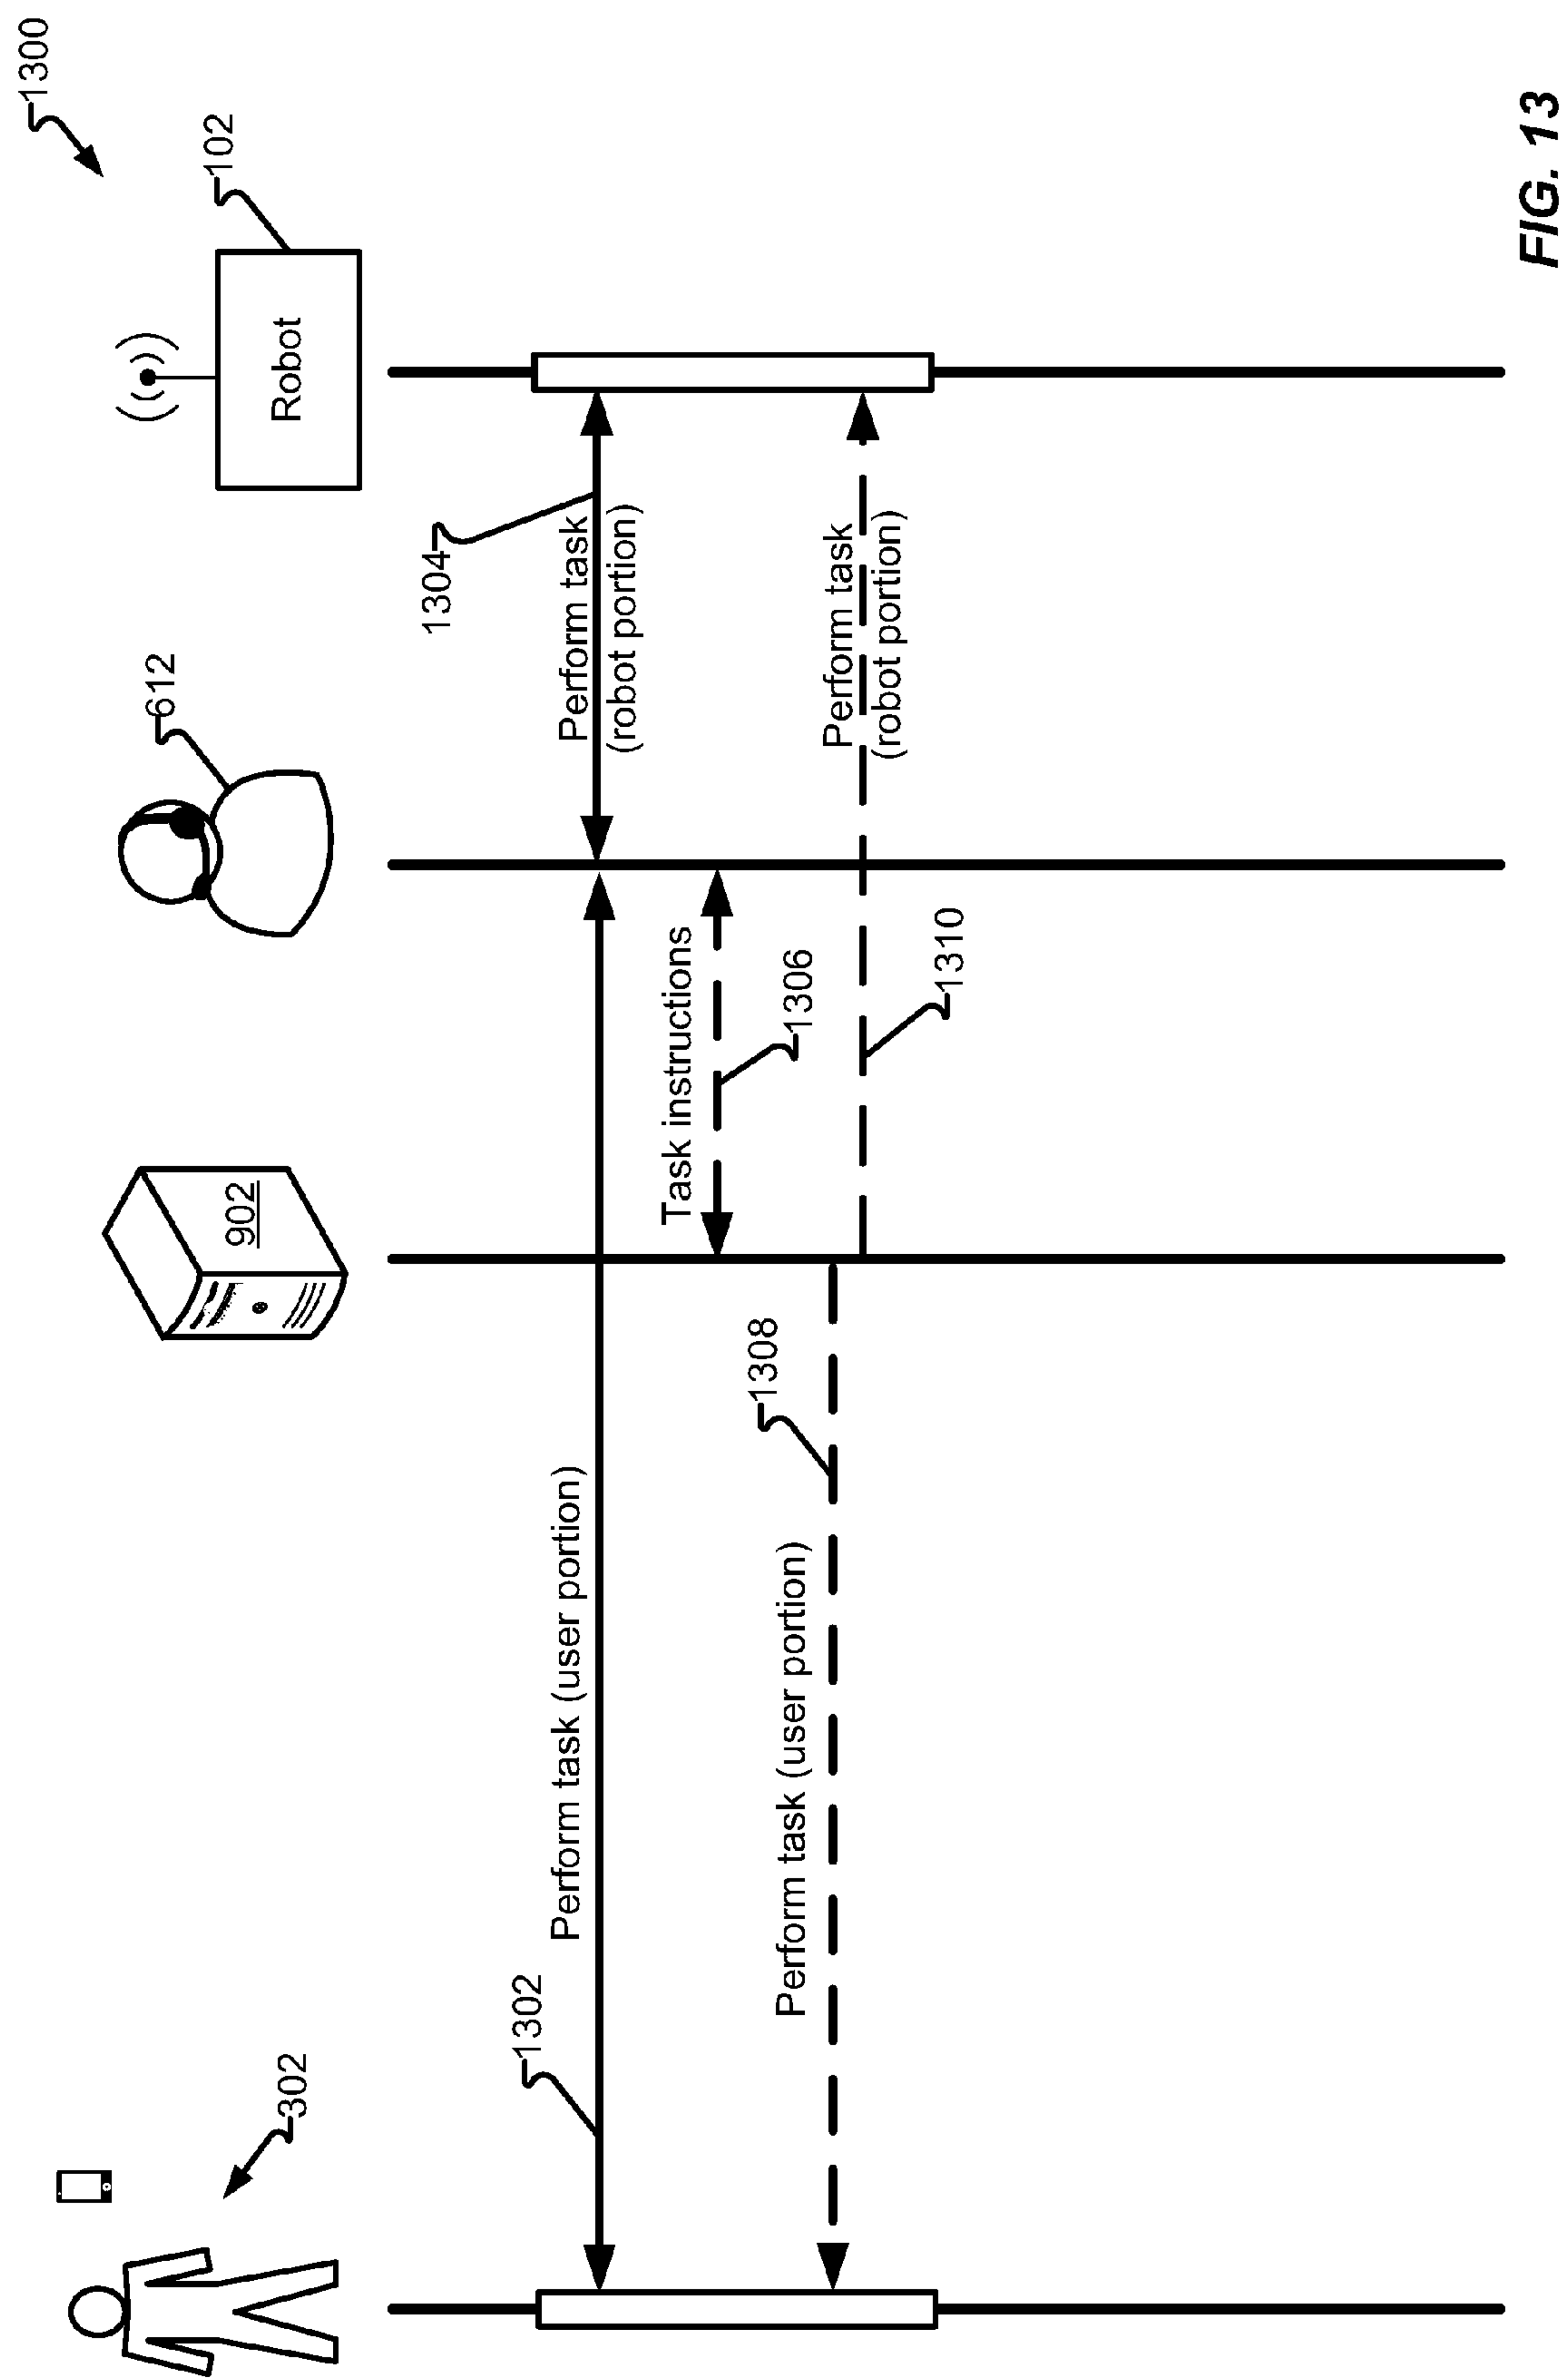 1300
302
902
612
Robot
102
1302
Perform task (user portion)
1304
Perform task
(robot portion)
Task instructions
1306
1308
Perform task (user portion)
Perform task
(robot portion)
1310
FIG. 13